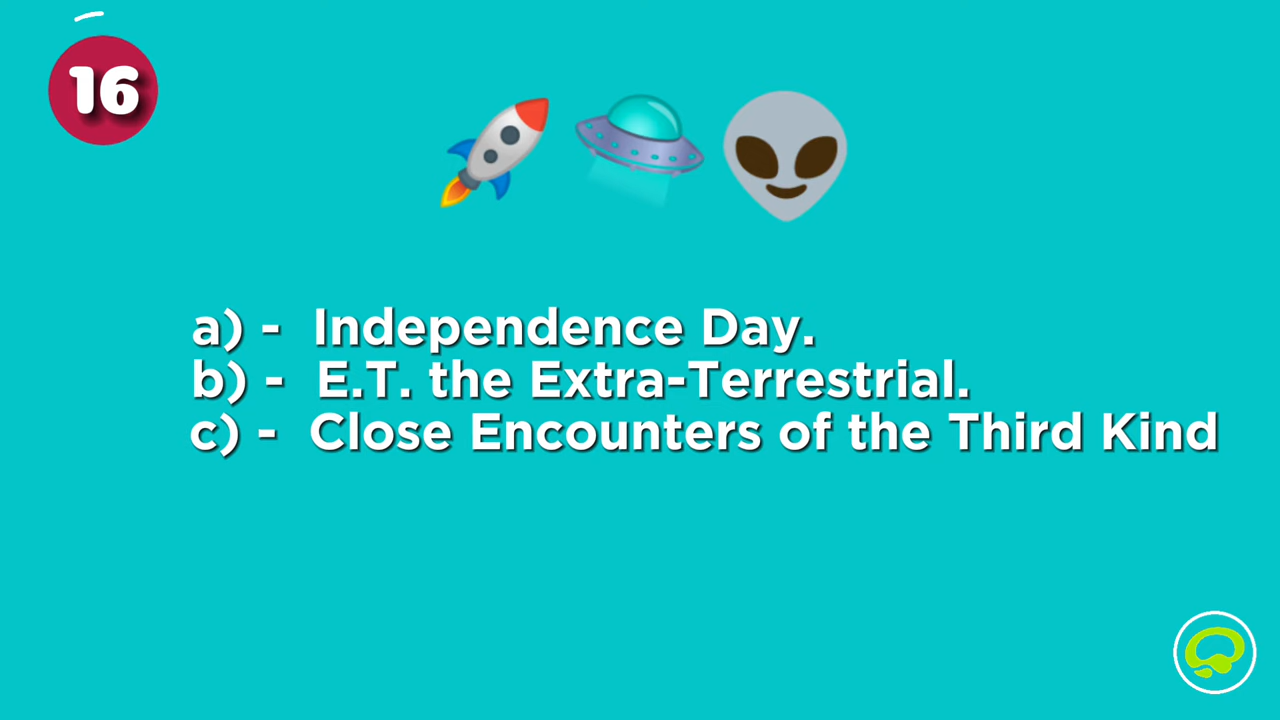 16
a) - Independence Day.
b) - E.T. the Extra-Terrestrial.
c) - Close Encounters of the Third Kind